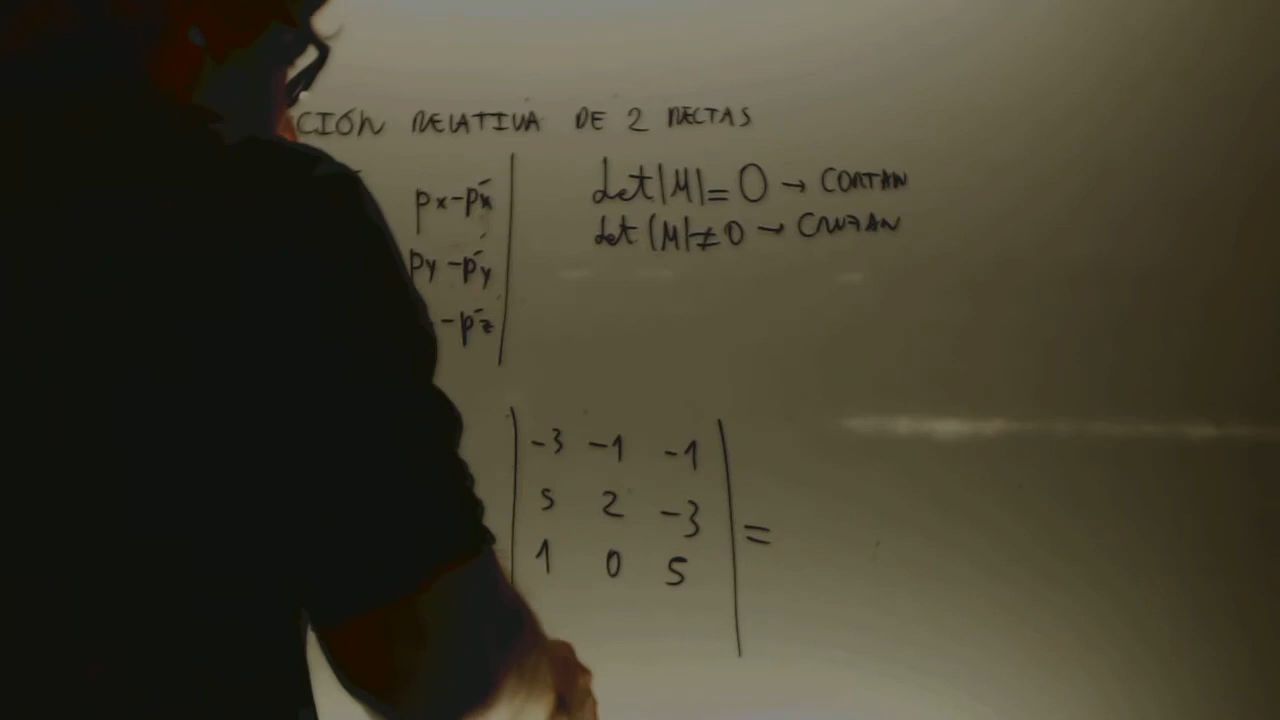 CIÓN RELATIVA DE 2 RECTAS
px-p'x
py-p'y
-p'z
det|M|=0→CORTAN
det|M|≠0→CRUZAN
-3 -1 -1
5 2 -3
1 0 5
=